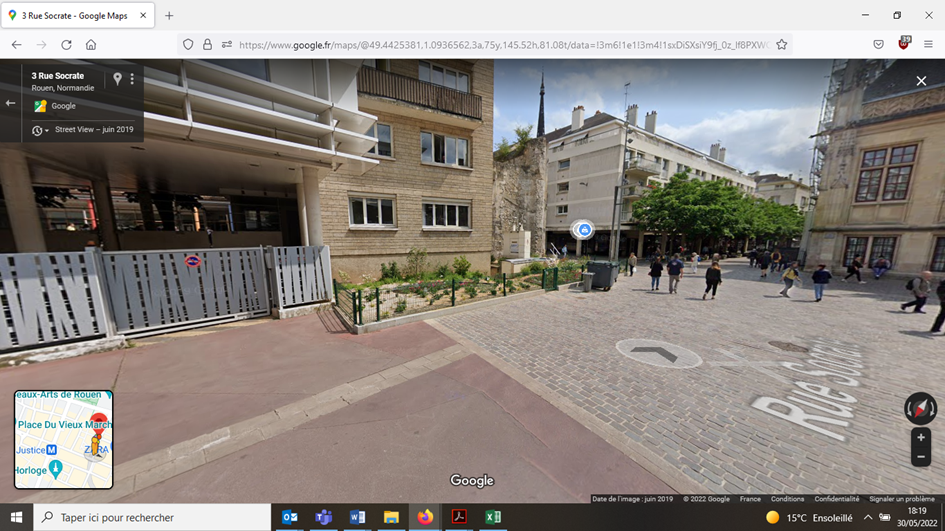 3 Rue Socrate - Google Maps
https://www.google.fr/maps/@49.4425381,1.0936562,3a,75y,145.52h,81.08t/data=!3m6!1e1!3m4!1sxDiSXsiY9fj_0z_If8PXW
39
3 Rue Socrate
Rouen, Normandie
Google
Street View – juin 2019
Rue Socrate
eaux-Arts de Rouen
Place Du Vieux March
Justice M
ZARA
Horloge
Google
Date de l'image : juin 2019 © 2022 Google France Conditions Confidentialité Signaler un problème
Taper ici pour rechercher
15°C Ensoleillé
18:19
30/05/2022